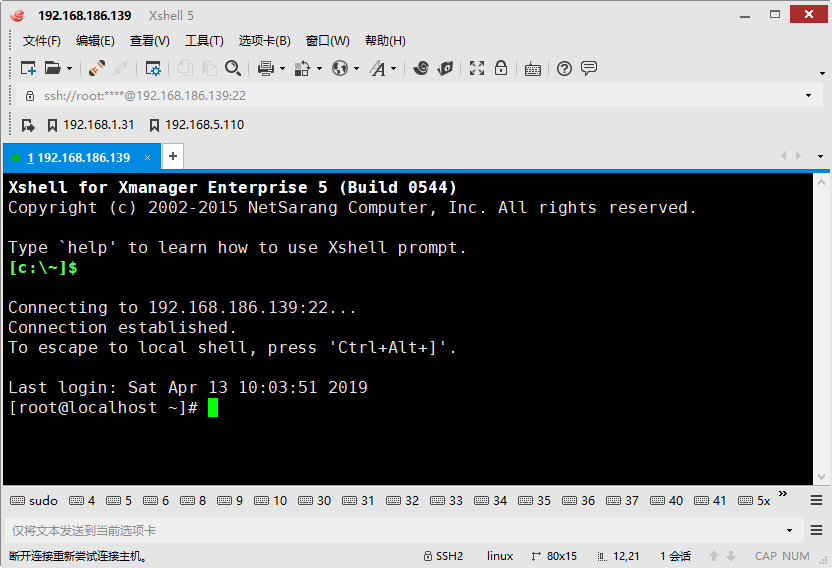 192.168.186.139 Xshell 5
文件(F) 编辑(E) 查看(V) 工具(T) 选项卡(B) 窗口(W) 帮助(H)
ssh://root:****@192.168.186.139:22
192.168.1.31 192.168.5.110
1 192.168.186.139 × +
Xshell for Xmanager Enterprise 5 (Build 0544)
Copyright (c) 2002-2015 NetSarang Computer, Inc. All rights reserved.
Type `help' to learn how to use Xshell prompt.
[c:\~]$
Connecting to 192.168.186.139:22...
Connection established.
To escape to local shell, press 'Ctrl+Alt+]'.
Last login: Sat Apr 13 10:03:51 2019
[root@localhost ~]#
sudo 4 5 6 8 9 10 30 31 32 33 34 35 36 37 40 41 5x »
仅将文本发送到当前选项卡
断开连接重新尝试连接主机。 SSH2 linux 80x15 12,21 1 会话 CAP NUM